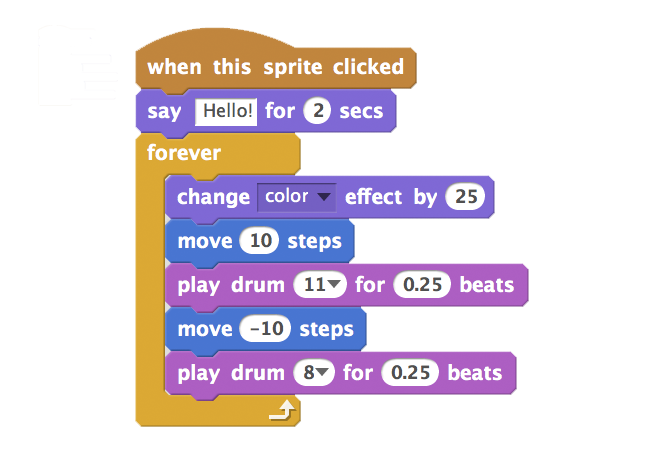 when this sprite clicked
say Hello! for 2 secs
forever
change color effect by 25
move 10 steps
play drum 11 for 0.25 beats
move -10 steps
play drum 8 for 0.25 beats